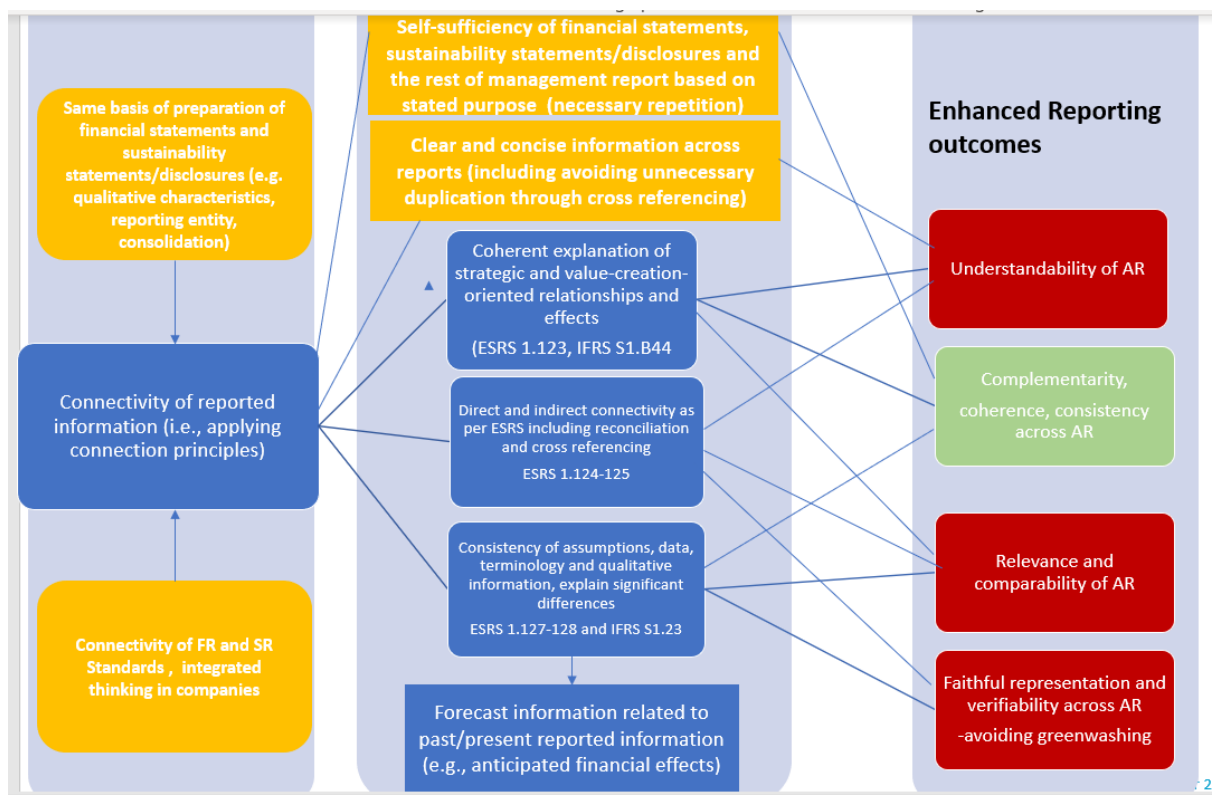 Same basis of preparation of
financial statements and
sustainability
statements/disclosures (e.g.
qualitative characteristics,
reporting entity,
consolidation)
Connectivity of reported
information (i.e., applying
connection principles)
Connectivity of FR and SR
Standards , integrated
thinking in companies
Self-sufficiency of financial statements,
sustainability statements/disclosures and
the rest of management report based on
stated purpose (necessary repetition)
Clear and concise information across
reports (including avoiding unnecessary
duplication through cross referencing)
Coherent explanation of
strategic and value-creation-
oriented relationships and
effects
(ESRS 1.123, IFRS S1.B44
Direct and indirect connectivity as
per ESRS including reconciliation
and cross referencing
ESRS 1.124-125
Consistency of assumptions, data,
terminology and qualitative
information, explain significant
differences
ESRS 1.127-128 and IFRS S1.23
Forecast information related to
past/present reported information
(e.g., anticipated financial effects)
Enhanced Reporting
outcomes
Understandability of AR
Complementarity,
coherence, consistency
across AR
Relevance and
comparability of AR
Faithful representation and
verifiability across AR
-avoiding greenwashing